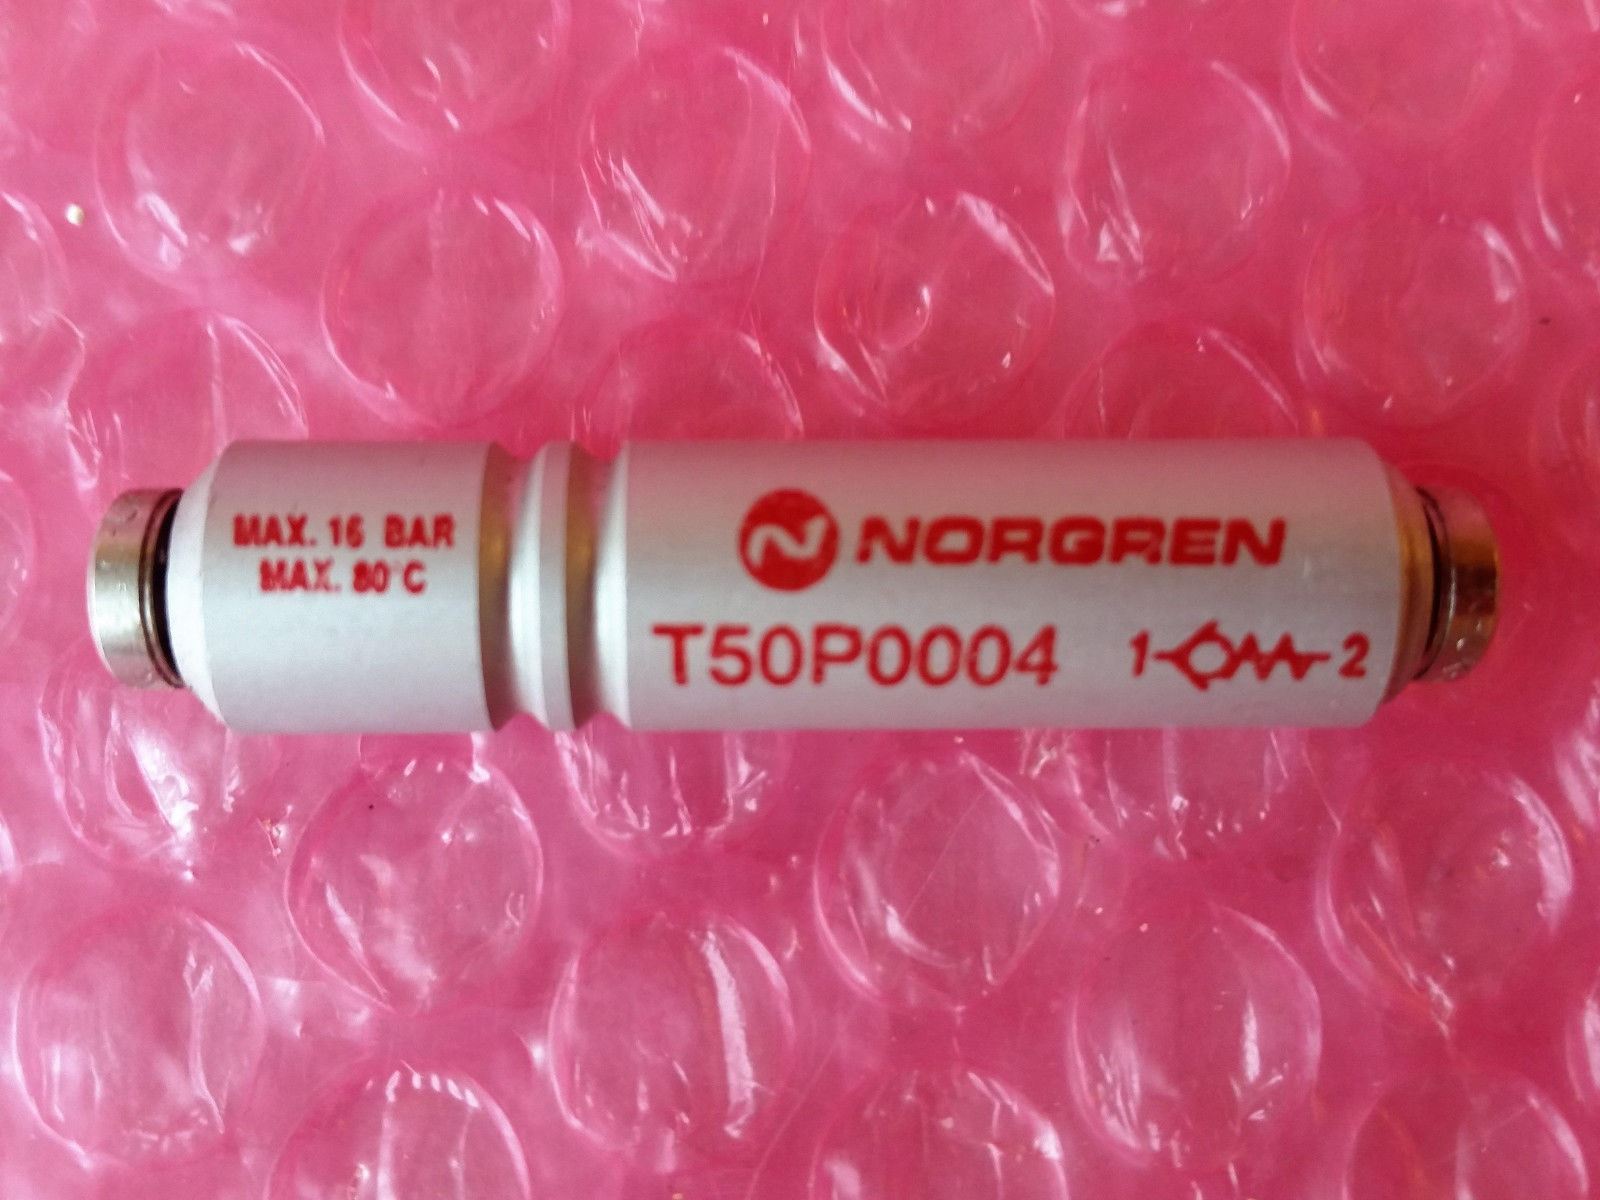 MAX. 16 BAR
MAX. 80°C
NORGREN
T50P0004 1 2